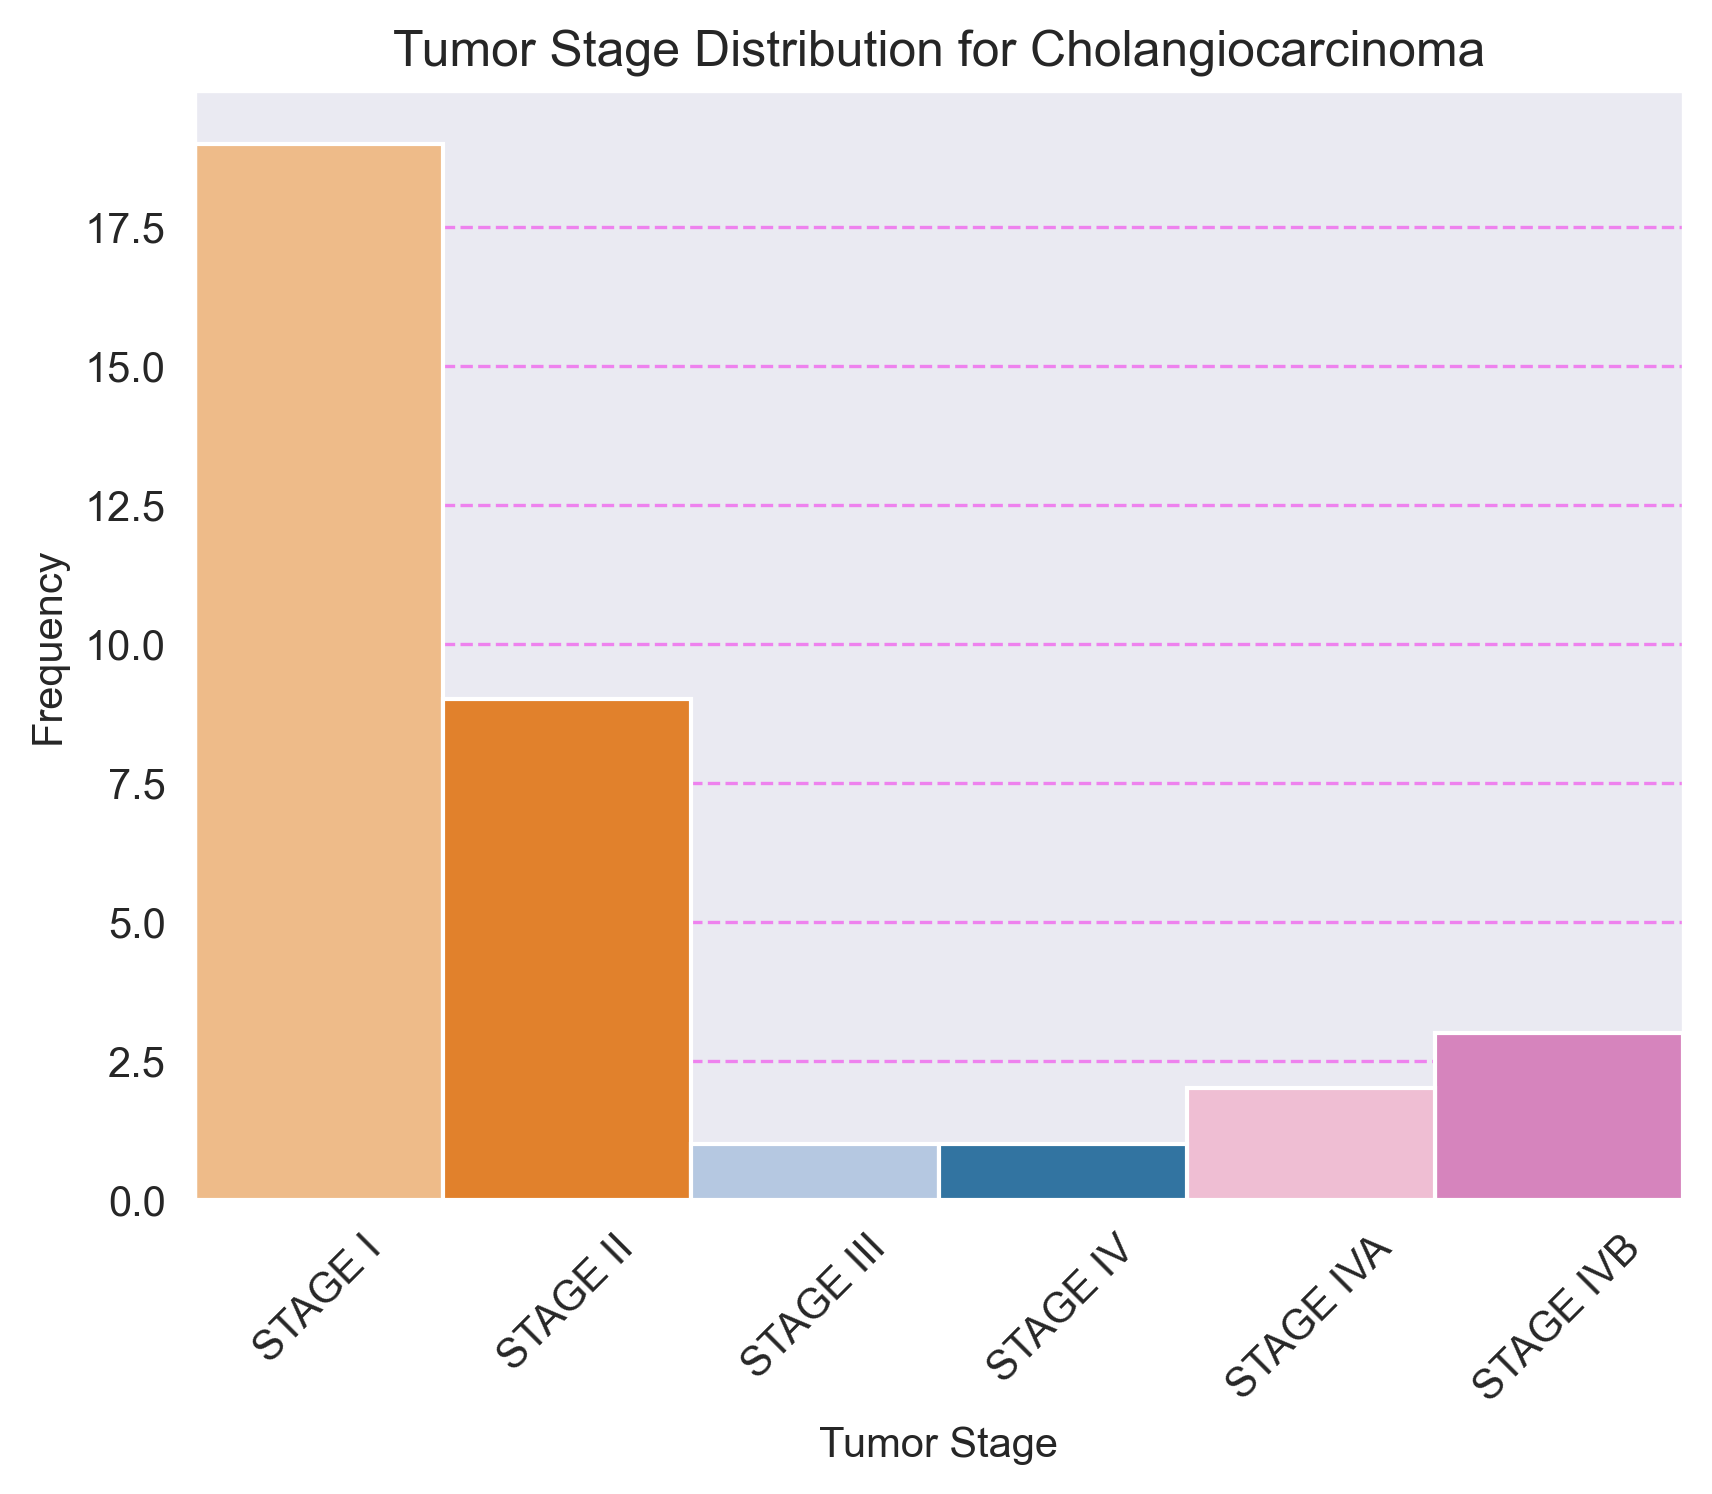 Tumor Stage Distribution for Cholangiocarcinoma
Frequency
17.5
15.0
12.5
10.0
7.5
5.0
2.5
0.0
STAGE I
STAGE II
STAGE III
STAGE IV
STAGE IVA
STAGE IVB
Tumor Stage